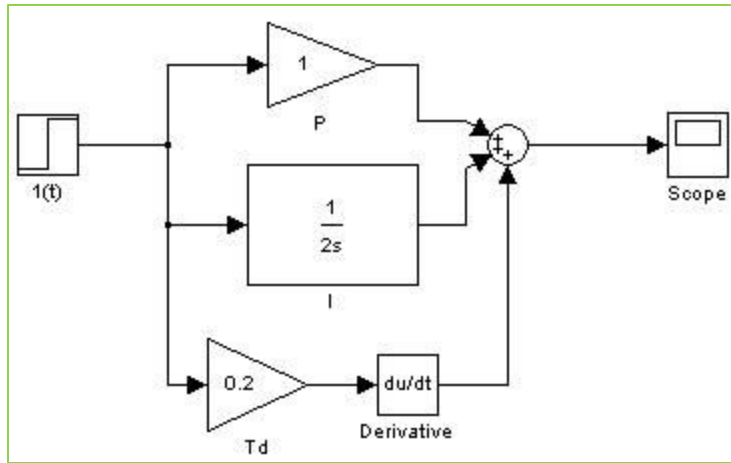 1
P
1(t)
+
+
+
Scope
1
2s
I
0.2
Td
du/dt
Derivative